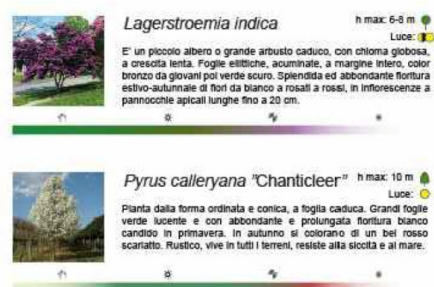 Lagerstroemia indica h max: 6-8 m
Luce:
E' un piccolo albero o grande arbusto caduco, con chioma globosa,
a crescita lenta. Foglie ellittiche, acuminate, a margine intero, color
bronzo da giovani poi verde scuro. Splendida ed abbondante fioritura
estivo-autunnale di fiori da bianco a rosati a rossi, in infiorescenze a
pannocchie apicali lunghe fino a 20 cm.
Pyrus calleryana "Chanticleer" h max: 10 m
Luce:
Pianta dalla forma ordinata e conica, a foglia caduca. Grandi foglie
verde lucente e con abbondante e prolungata fioritura bianco
candido in primavera. In autunno si colorano di un bel rosso
scarlatto. Rustico, vive in tutti i terreni, resiste alla siccità e al mare.